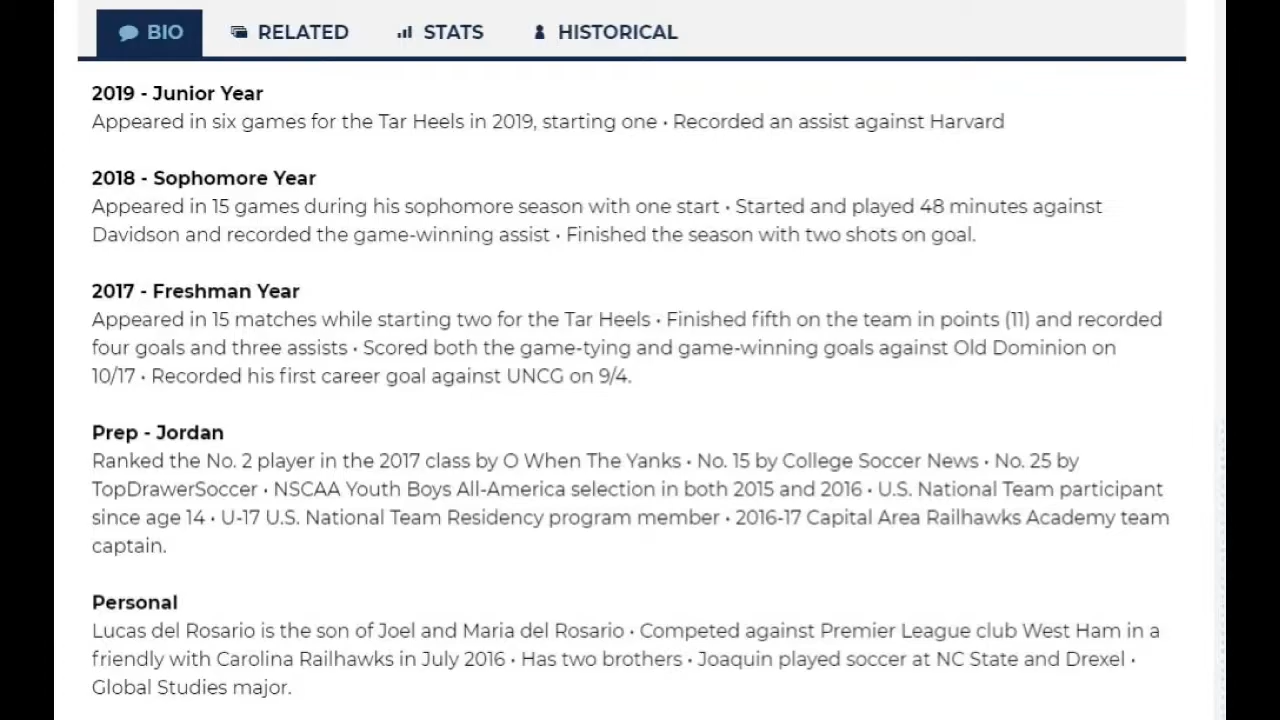 BIO RELATED STATS HISTORICAL
2019 - Junior Year
Appeared in six games for the Tar Heels in 2019, starting one • Recorded an assist against Harvard
2018 - Sophomore Year
Appeared in 15 games during his sophomore season with one start • Started and played 48 minutes against
Davidson and recorded the game-winning assist • Finished the season with two shots on goal.
2017 - Freshman Year
Appeared in 15 matches while starting two for the Tar Heels • Finished fifth on the team in points (11) and recorded
four goals and three assists • Scored both the game-tying and game-winning goals against Old Dominion on
10/17 • Recorded his first career goal against UNCG on 9/4.
Prep - Jordan
Ranked the No. 2 player in the 2017 class by O When The Yanks • No. 15 by College Soccer News • No. 25 by
TopDrawerSoccer • NSCAA Youth Boys All-America selection in both 2015 and 2016 • U.S. National Team participant
since age 14 • U-17 U.S. National Team Residency program member • 2016-17 Capital Area Railhawks Academy team
captain.
Personal
Lucas del Rosario is the son of Joel and Maria del Rosario • Competed against Premier League club West Ham in a
friendly with Carolina Railhawks in July 2016 • Has two brothers • Joaquin played soccer at NC State and Drexel •
Global Studies major.